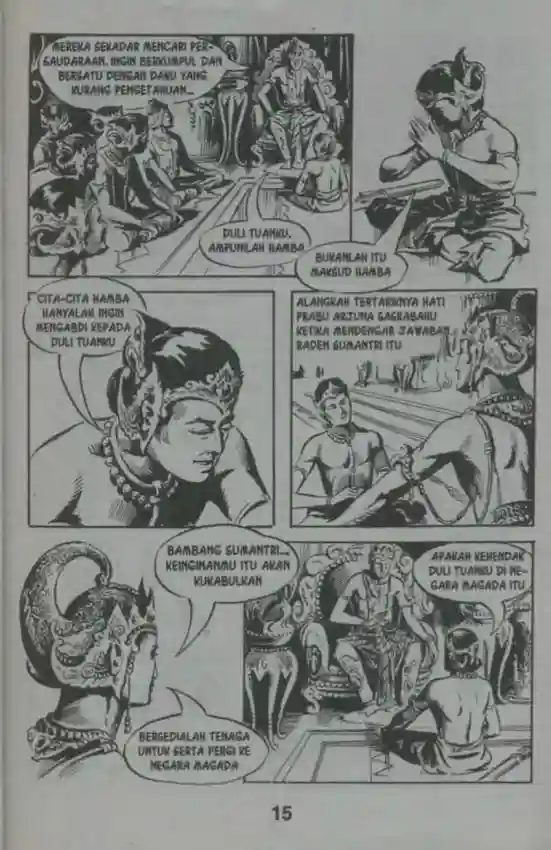 MEREKA SEKADAR MENCARI PER-
SAUDARAAN, INGIN BERKUMPUL DAN
BERSATU DENGAN DAKU YANG
KURANG PENGETAHUAN...
DULI TUANKU,
AMPUNILAH HAMBA
BUKANLAH ITU
MAKSUD HAMBA
CITA-CITA HAMBA
HANYALAH INGIN
MENGABDI KEPADA
DULI TUANKU
ALANGKAH TERTARIKNYA HATI
PRABU ARJUNA SASRABAHU
KETIKA MENDENGAR JAWABAN
RADEN SUMANTRI ITU
BAMBANG SUMANTRI...,
KEINGINANMU ITU AKAN
KUKABULKAN
BERSEDIALAH TENAGA
UNTUK SERTA PERGI KE
NEGARA MAGADA
APAKAH KEHENDAK
DULI TUANKU DI NE-
GARA MAGADA ITU
15